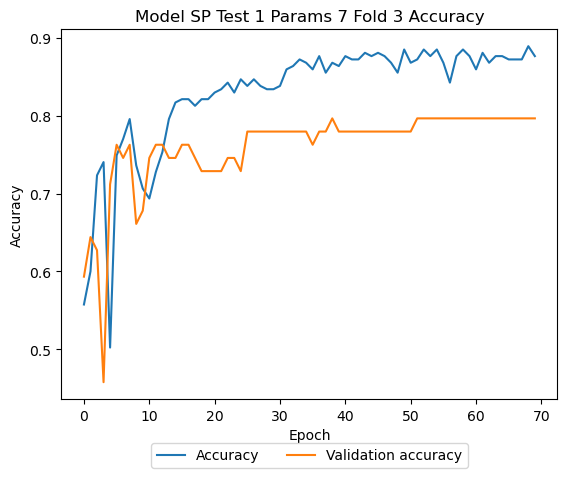 Model SP Test 1 Params 7 Fold 3 Accuracy
0.9
0.8
0.7
0.6
0.5
Accuracy
0 10 20 30 40 50 60 70
Epoch
Accuracy Validation accuracy